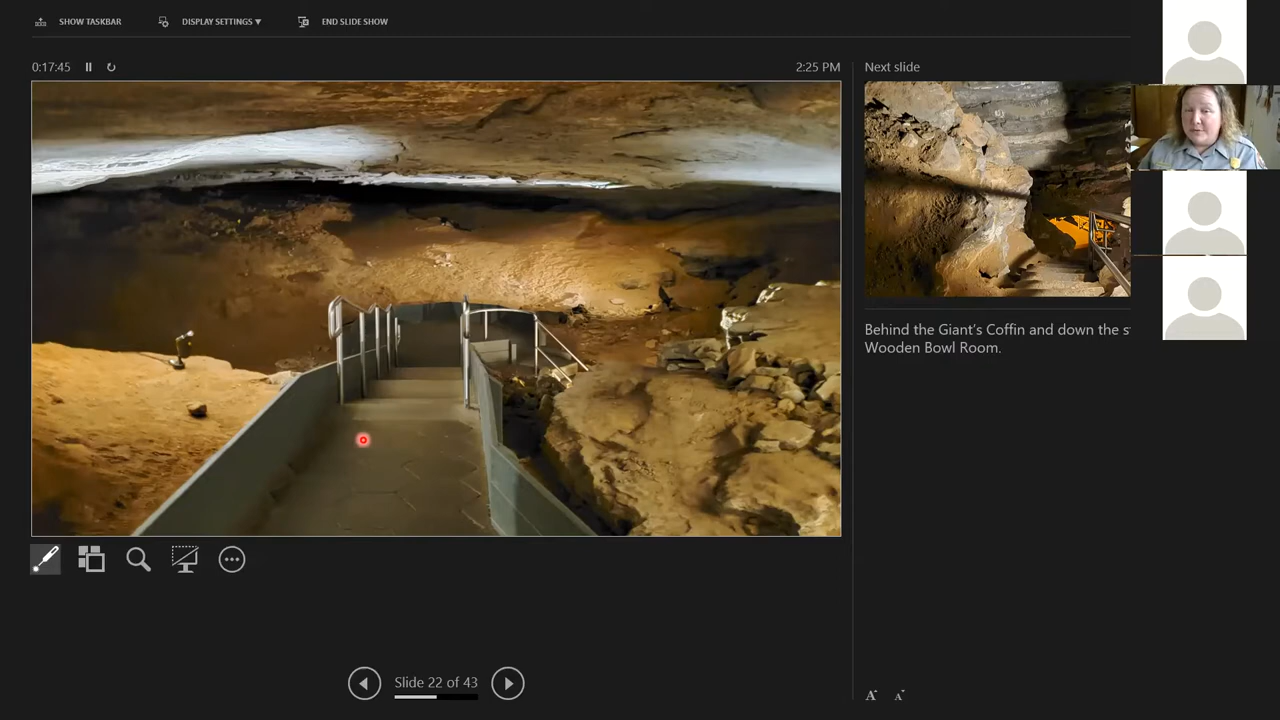 SHOW TASKBAR
DISPLAY SETTINGS ▼
END SLIDE SHOW
0:17:45
2:25 PM
Next slide
Behind the Giant's Coffin and down the
Wooden Bowl Room.
Slide 22 of 43
A
A